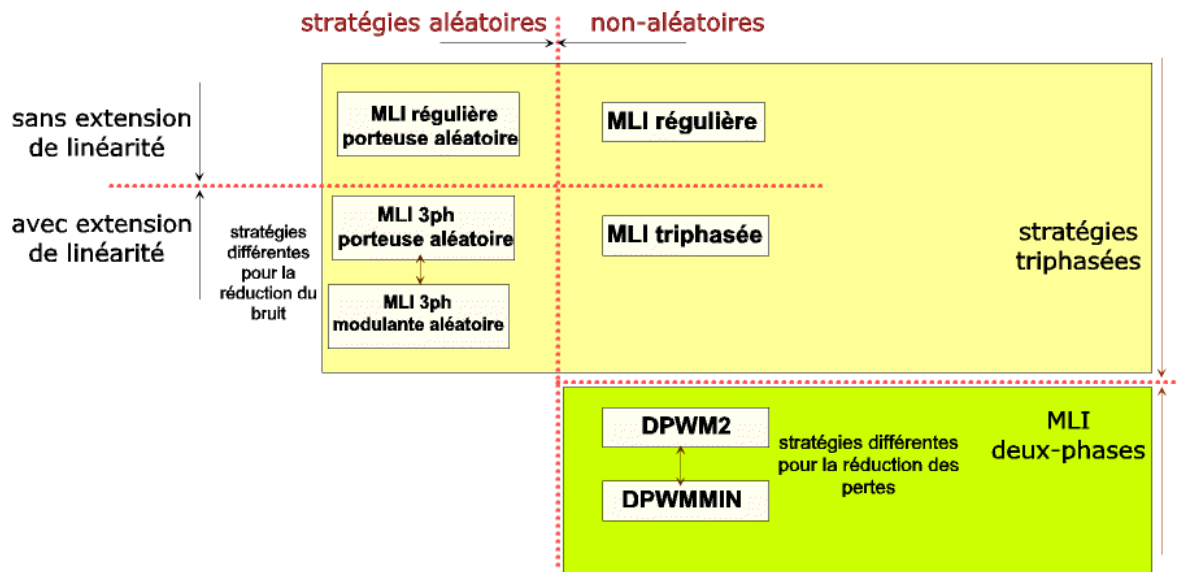 stratégies aléatoires
non-aléatoires
sans extension
de linéarité
MLI régulière
porteuse aléatoire
MLI régulière
avec extension
de linéarité
stratégies
différentes
pour la
réduction du
bruit
MLI 3ph
porteuse aléatoire
MLI 3ph
modulante aléatoire
MLI triphasée
stratégies
triphasées
DPWM2
DPWMMIN
stratégies différentes
pour la réduction des
pertes
MLI
deux-phases